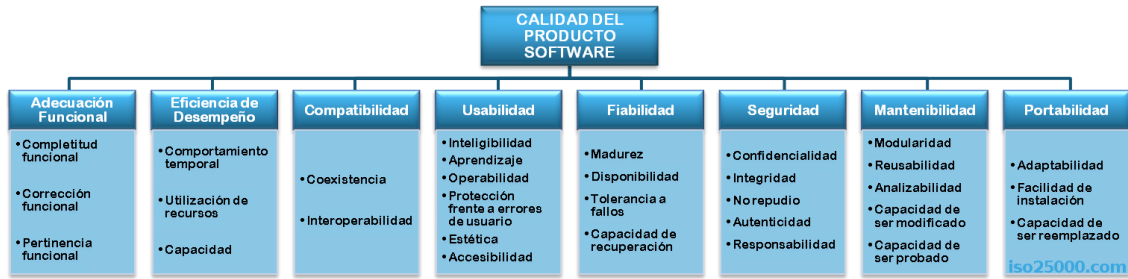 CALIDAD DEL
PRODUCTO
SOFTWARE
Adecuación
Funcional
• Completitud
funcional
• Corrección
funcional
• Pertinencia
funcional
Eficiencia de
Desempeño
• Comportamiento
temporal
• Utilización de
recursos
• Capacidad
Compatibilidad
• Coexistencia
• Interoperabilidad
Usabilidad
• Inteligibilidad
• Aprendizaje
• Operabilidad
• Protección
frente a errores
de usuario
• Estética
• Accesibilidad
Fiabilidad
• Madurez
• Disponibilidad
• Tolerancia a
fallos
• Capacidad de
recuperación
Seguridad
• Confidencialidad
• Integridad
• No repudio
• Autenticidad
• Responsabilidad
Mantenibilidad
• Modularidad
• Reusabilidad
• Analizabilidad
• Capacidad de
ser modificado
• Capacidad de
ser probado
Portabilidad
• Adaptabilidad
• Facilidad de
instalación
• Capacidad de
ser reemplazado
iso25000.com